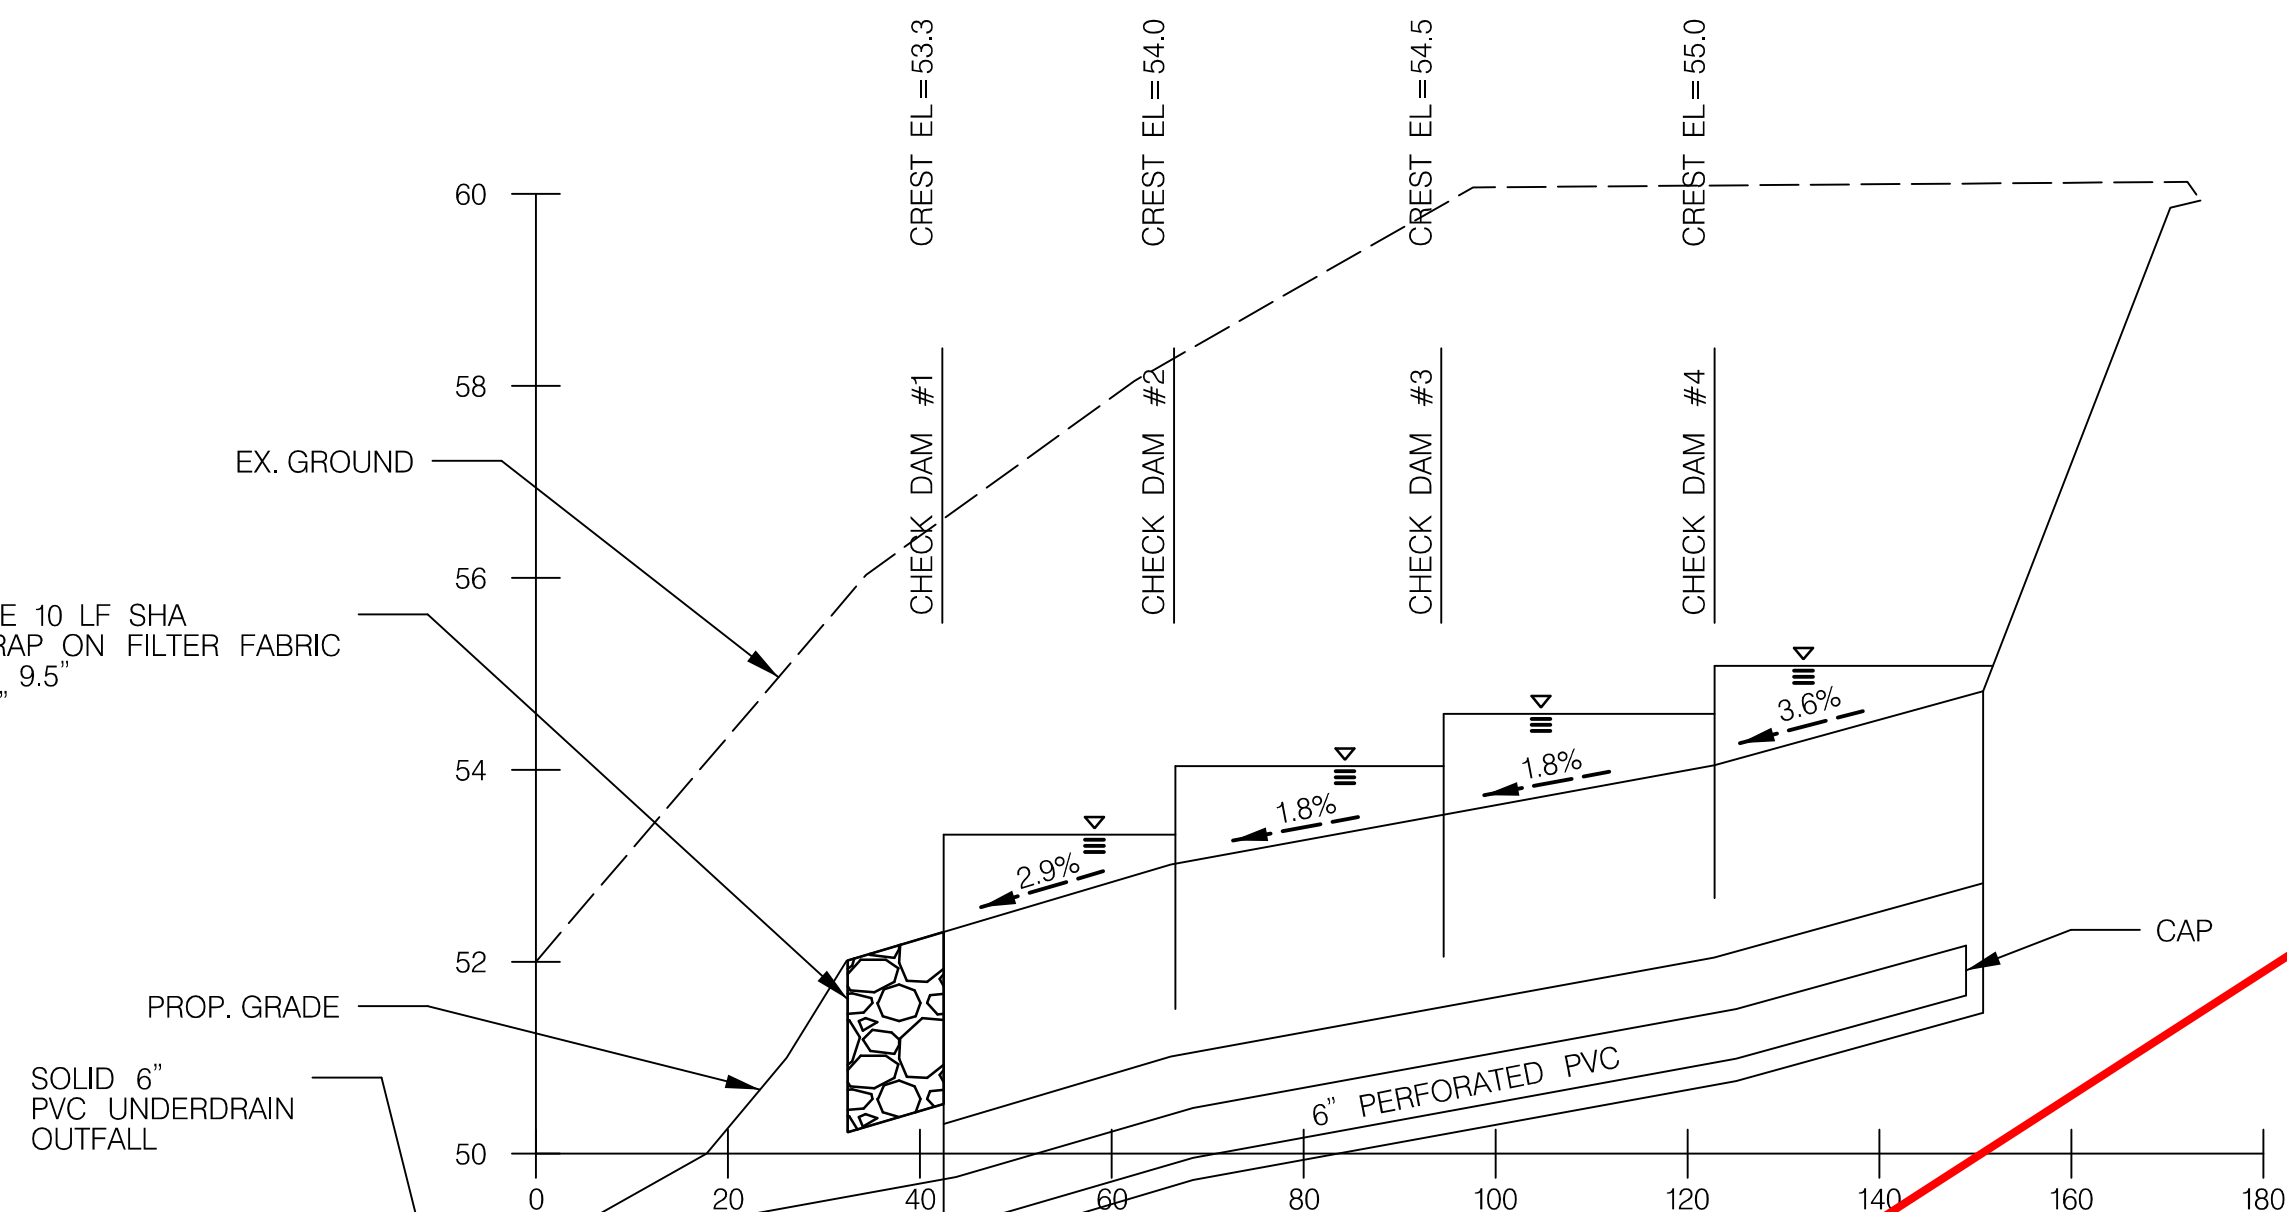 CREST EL=53.3
CREST EL=54.0
CREST EL=54.5
CREST EL=55.0
60
58
56
54
52
50
CHECK DAM #1
CHECK DAM #2
CHECK DAM #3
CHECK DAM #4
EX. GROUND
E 10 LF SHA
RAP ON FILTER FABRIC
9.5”
”
3.6%
1.8%
1.8%
2.9%
CAP
PROP. GRADE
SOLID 6”
PVC UNDERDRAIN
OUTFALL
6” PERFORATED PVC
0 20 40 60 80 100 120 140 160 180